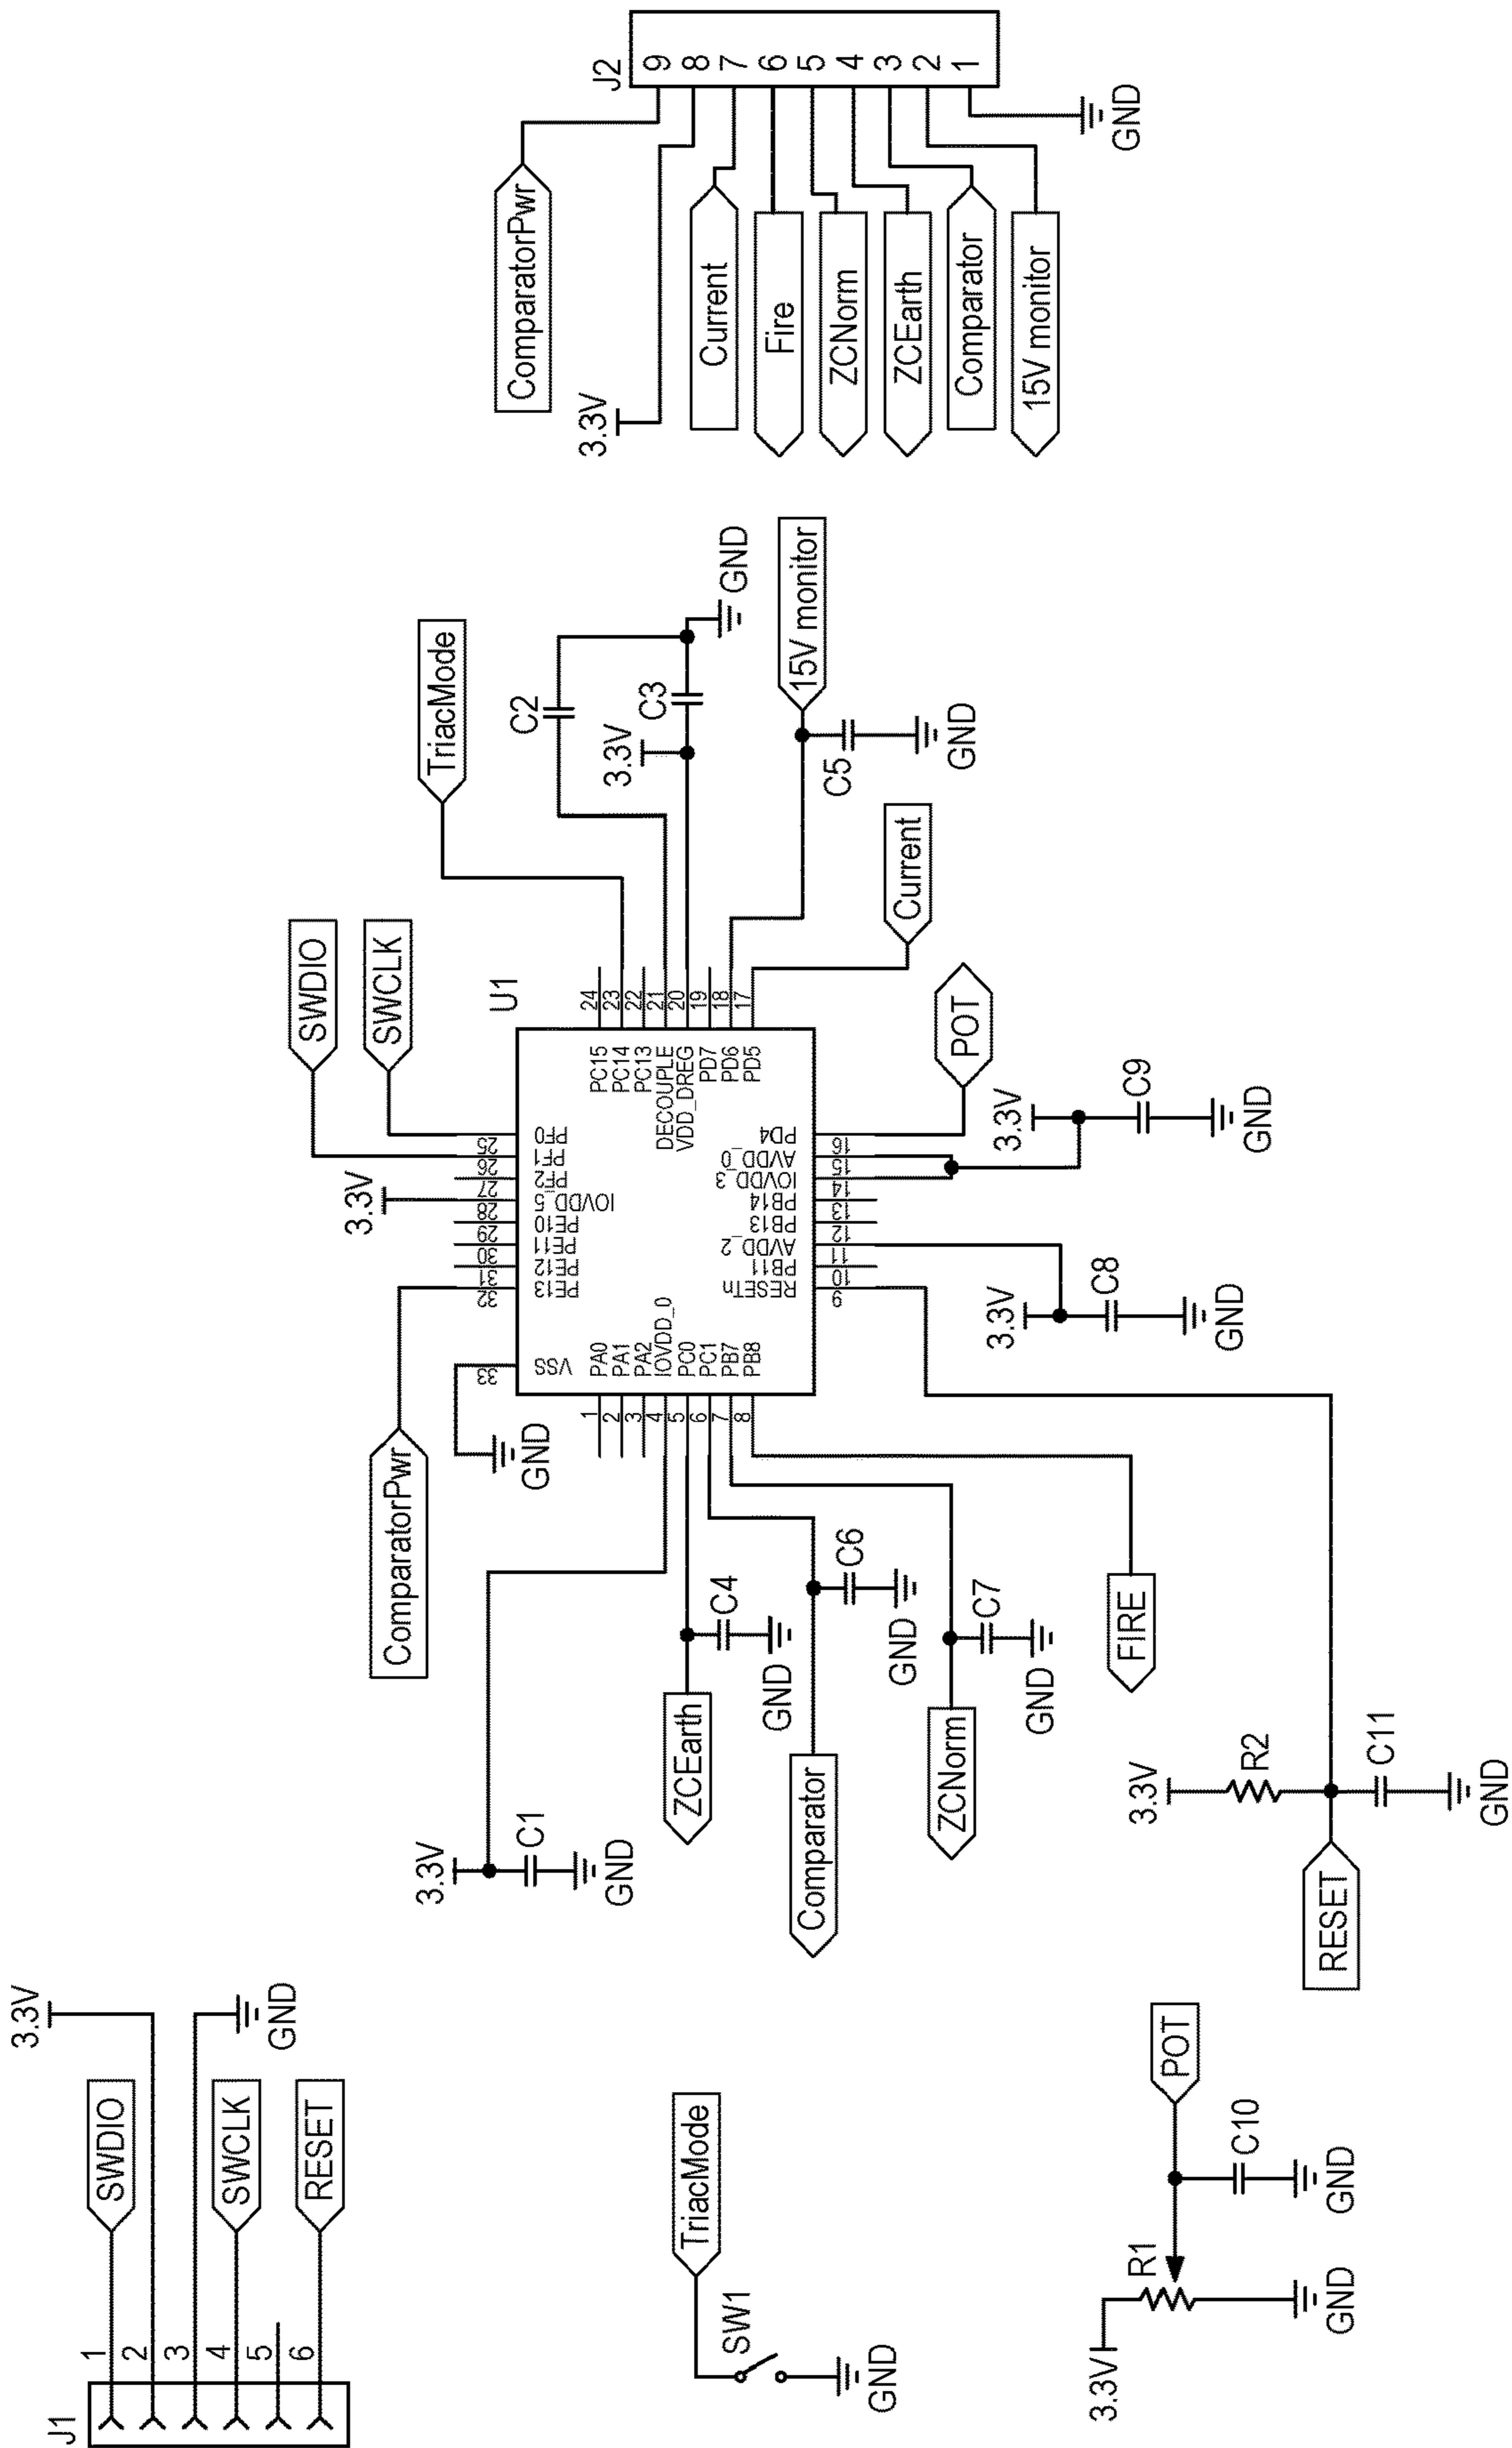 J1
1
2
3
4
5
6
SWDIO
SWCLK
RESET
3.3V
GND
TriacMode
SW1
GND
3.3V
R1
GND
C10
GND
POT
3.3V
C1
GND
ZCEarth
C4
GND
Comparator
C6
GND
ZCNorm
C7
GND
FIRE
3.3V
R2
RESET
C11
GND
ComparatorPwr
GND
3.3V
SWDIO
SWCLK
U1
33
32
31
30
29
28
27
26
25
VSS
PE13
PE12
PE11
PE10
IOVDD_5
PF2
PF1
PF0
1 PA0
2 PA1
3 PA2
4 IOVDD_0
5 PC0
6 PC1
7 PB7
8 PB8
PC15 24
PC14 23
PC13 22
DECOUPLE 21
VDD_DREG 20
PD7 19
PD6 18
PD5 17
RESETn
PB11
AVDD_2
PB13
PB14
IOVDD_3
AVDD_0
PD4
9
10
11
12
13
14
15
16
3.3V
C8
GND
3.3V
C9
GND
POT
TriacMode
C2
3.3V
C3
GND
15V monitor
C5
GND
Current
ComparatorPwr
3.3V
Current
Fire
ZCNorm
ZCEarth
Comparator
15V monitor
J2
9
8
7
6
5
4
3
2
1
GND